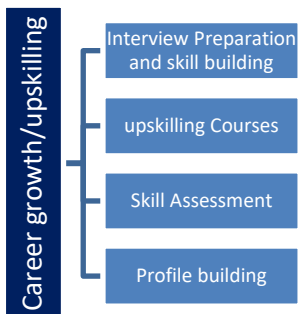 Career growth/upskilling
Interview Preparation
and skill building
upskilling Courses
Skill Assessment
Profile building